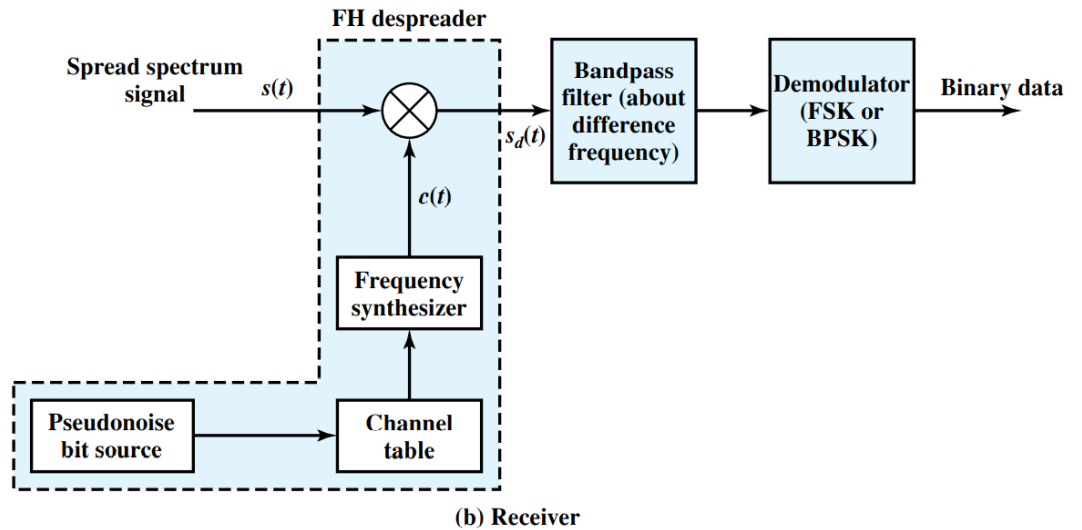 FH despreader
Spread spectrum
signal
s(t)
Bandpass
filter (about
difference
frequency)
Demodulator
(FSK or
BPSK)
Binary data
s_d(t)
c(t)
Frequency
synthesizer
Pseudonoise
bit source
Channel
table
(b) Receiver